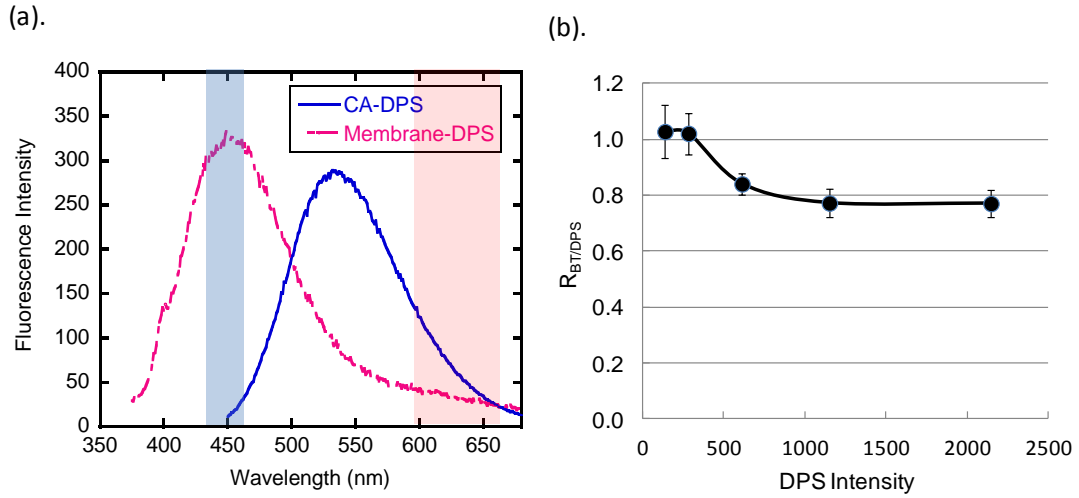 (a).
400
350
300
250
200
150
100
50
0
350 400 450 500 550 600 650
Fluorescence Intensity
Wavelength (nm)
CA-DPS
Membrane-DPS
(b).
1.2
1.0
0.8
0.6
0.4
0.2
0.0
0 500 1000 1500 2000 2500
RBT/DPS
DPS Intensity